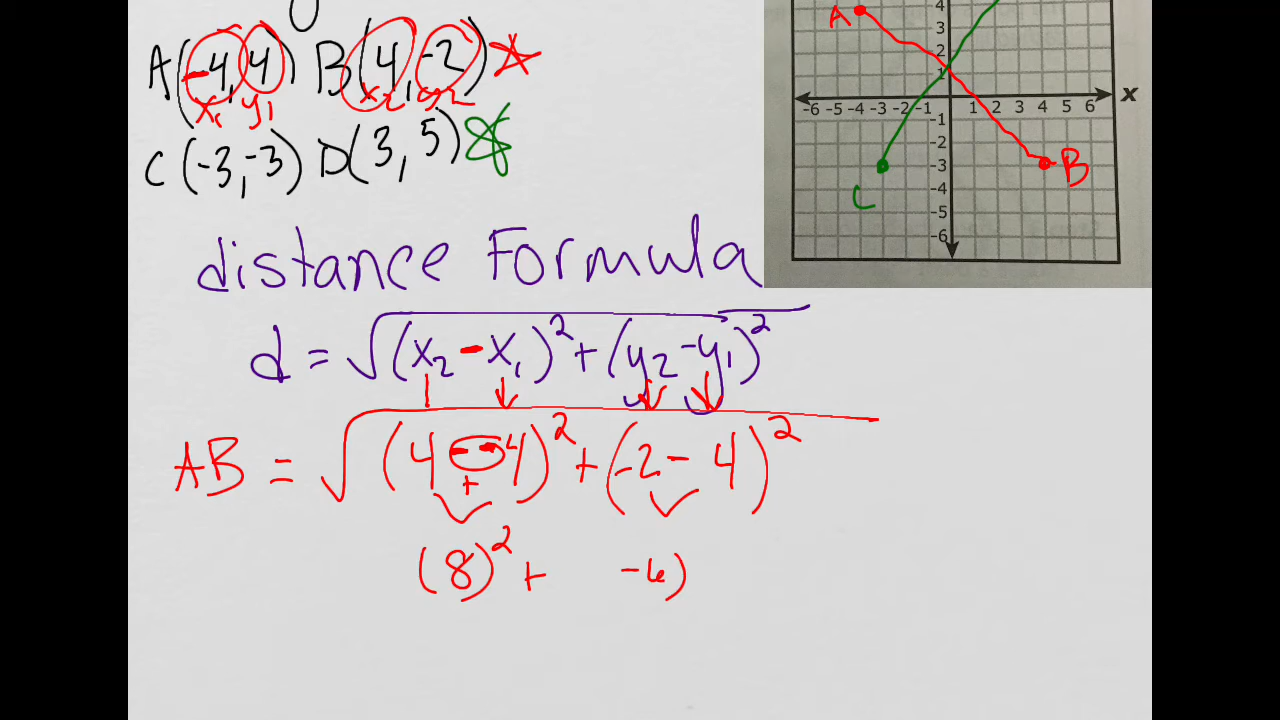 A(-4, 4) B(4, -2)
x₁ y₁ x₂ y₂
C(-3, -3) D(3, 5)
distance Formula
d = √(x₂ - x₁)² + (y₂ - y₁)²
AB = √(4 - -4)² + (-2 - 4)²
+
(8)² + -6)
A
4
3
2
1
-6 -5 -4 -3 -2 -1 1 2 3 4 5 6 x
-1
-2
-3
-4
-5
-6
B
C